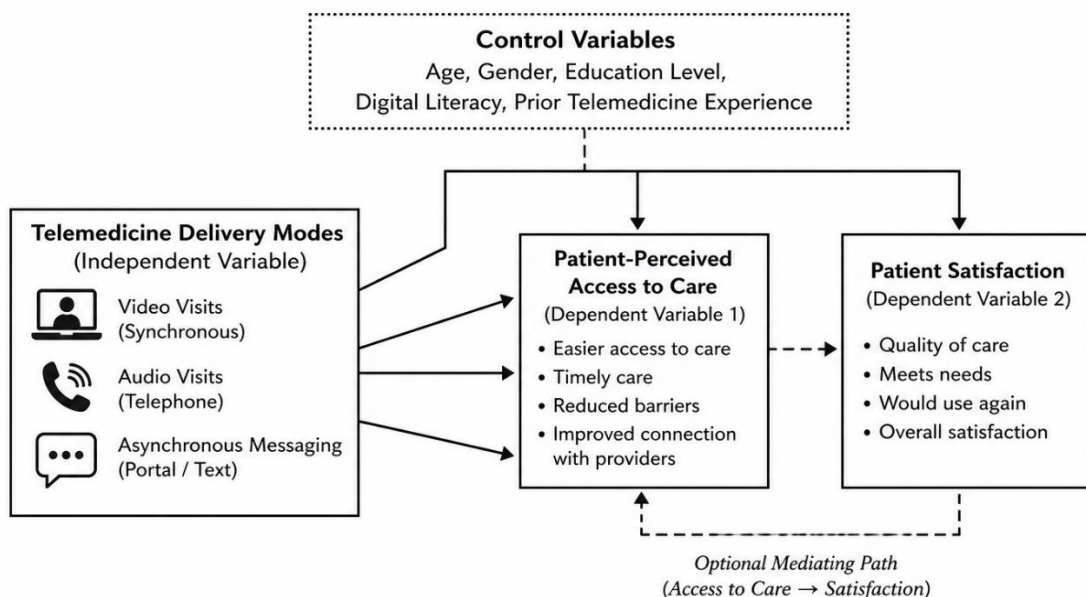 Control Variables
Age, Gender, Education Level,
Digital Literacy, Prior Telemedicine Experience
Telemedicine Delivery Modes
(Independent Variable)
Video Visits
(Synchronous)
Audio Visits
(Telephone)
Asynchronous Messaging
(Portal / Text)
Patient-Perceived
Access to Care
(Dependent Variable 1)
• Easier access to care
• Timely care
• Reduced barriers
• Improved connection
with providers
Patient Satisfaction
(Dependent Variable 2)
• Quality of care
• Meets needs
• Would use again
• Overall satisfaction
Optional Mediating Path
(Access to Care → Satisfaction)